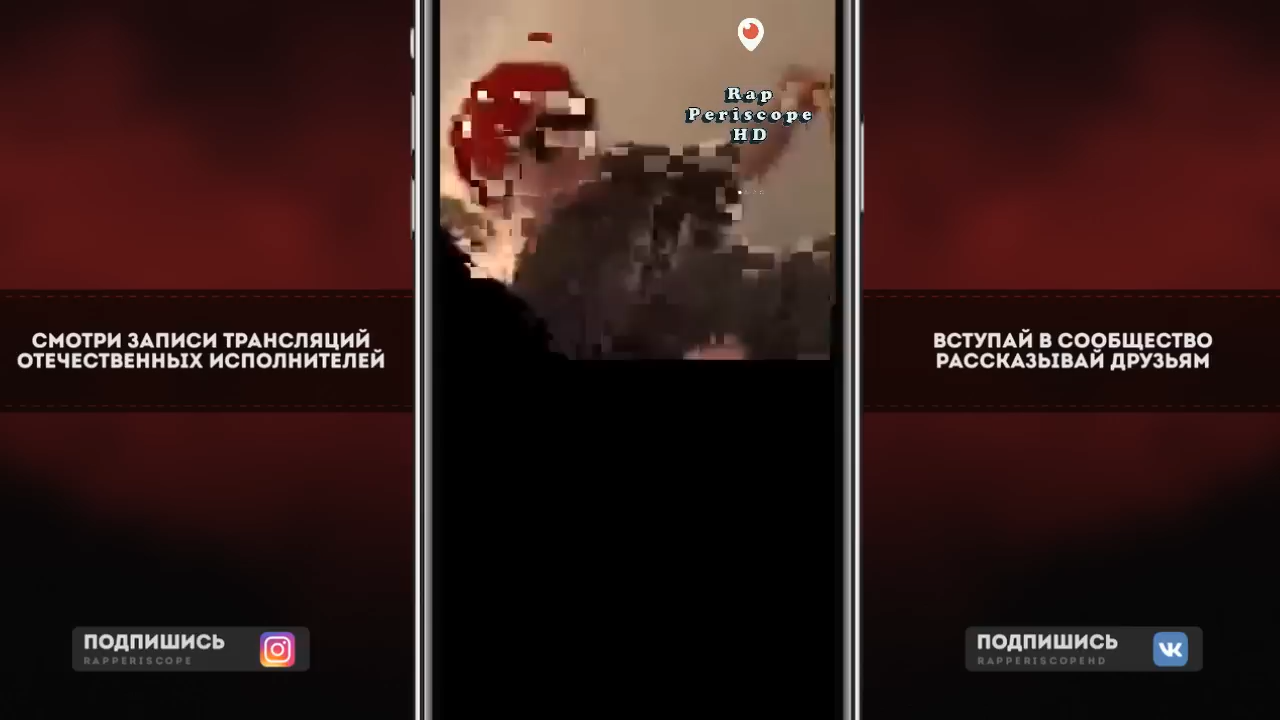 Rap
Periscope
HD
СМОТРИ ЗАПИСИ ТРАНСЛЯЦИЙ
ОТЕЧЕСТВЕННЫХ ИСПОЛНИТЕЛЕЙ
ВСТУПАЙ В СООБЩЕСТВО
РАССКАЗЫВАЙ ДРУЗЬЯМ
ПОДПИШИСЬ
RAPPERISCOPE
ПОДПИШИСЬ
RAPPERISCOPEHD